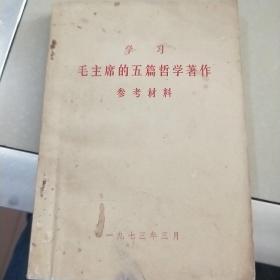 学习
毛主席的五篇哲学著作
参考材料
一九七三年三月